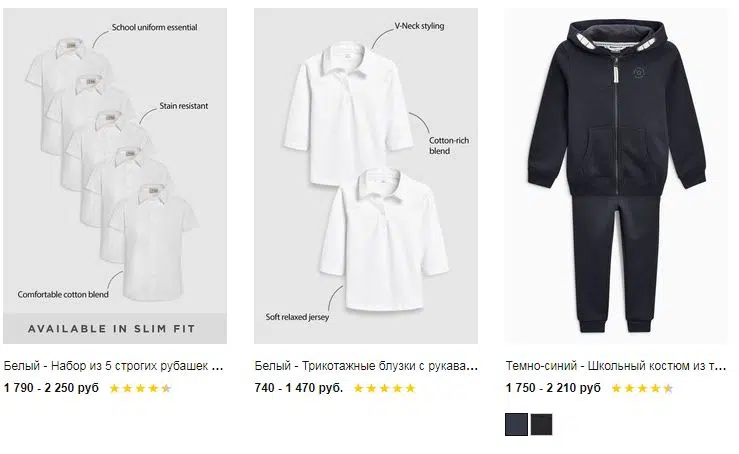 School uniform essential
Stain resistant
Comfortable cotton blend
AVAILABLE IN SLIM FIT
V-Neck styling
Cotton-rich
blend
Soft relaxed jersey
Белый - Набор из 5 строгих рубашек ...
1 790 - 2 250 руб
Белый - Трикотажные блузки с рукава...
740 - 1 470 руб.
Темно-синий - Школьный костюм из т...
1 750 - 2 210 руб